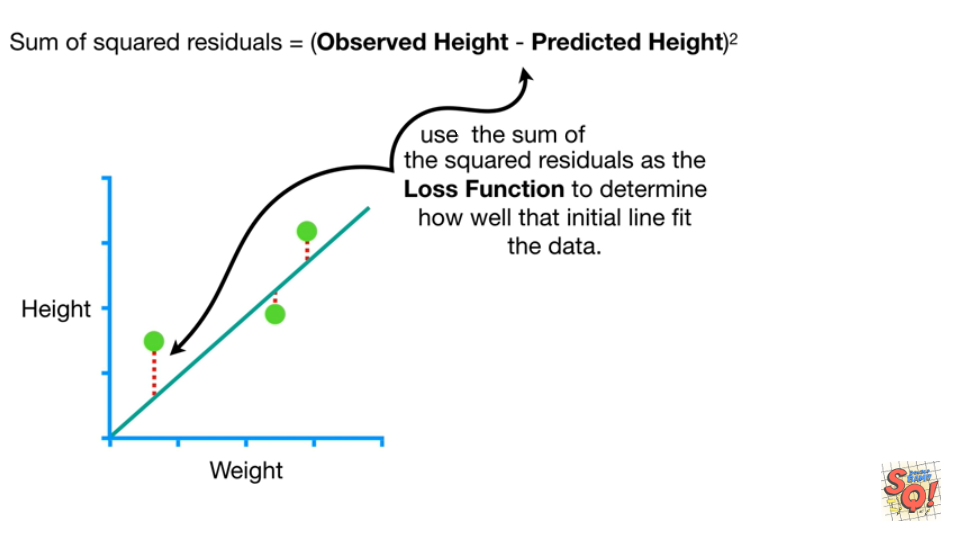 Sum of squared residuals = (Observed Height - Predicted Height)²
use the sum of
the squared residuals as the
Loss Function to determine
how well that initial line fit
the data.
Height
Weight
SQ!